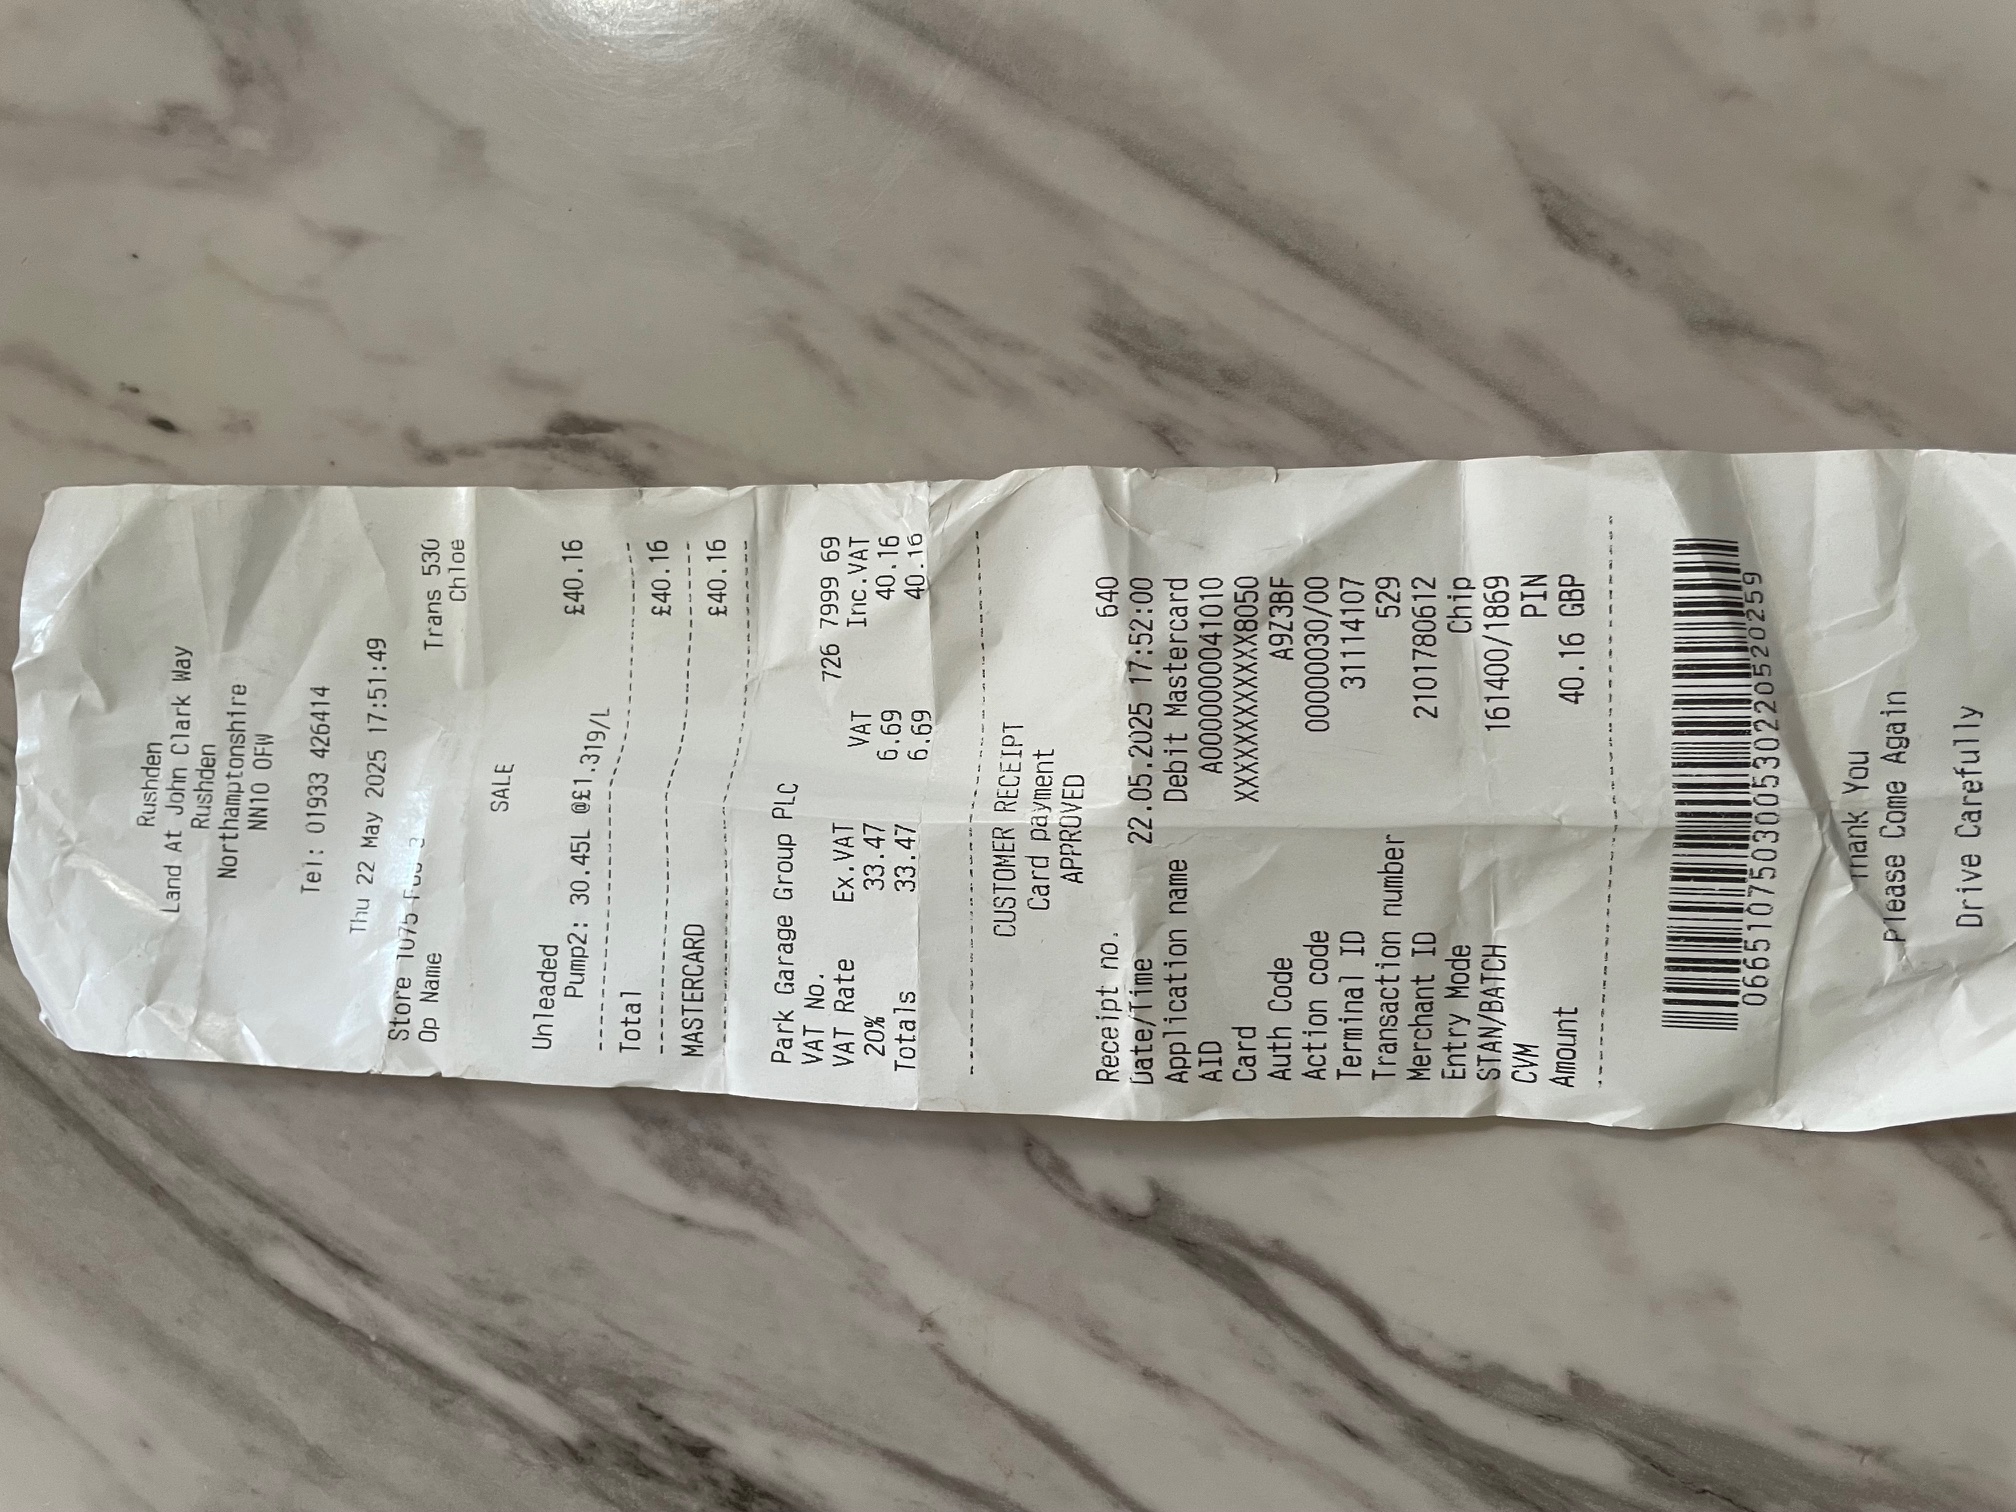 Rushden
Land At John Clark Way
Rushden
Northamptonshire
NN10 0FW
Tel: 01933 426414
Thu 22 May 2025 17:51:49
Store 1075 3 Trans 530
Op Name Chloe
SALE
Unleaded
Pump2: 30.45L @£1.319/L £40.16
Total £40.16
MASTERCARD £40.16
Park Garage Group PLC
VAT No. 726 7999 69
VAT Rate Ex.VAT VAT Inc.VAT
20% 33.47 6.69 40.16
Totals 33.47 6.69 40.16
CUSTOMER RECEIPT
Card payment
APPROVED
Receipt no. 640
Date/Time 22.05.2025 17:52:00
Application name Debit Mastercard
AID A0000000041010
Card XXXXXXXXXXXX8050
Auth Code A9Z3BF
Action code 00000030/00
Terminal ID 31114107
Transaction number 529
Merchant ID 2101780612
Entry Mode Chip
STAN/BATCH 161400/1869
CVM PIN
Amount 40.16 GBP
066510750300530220520259
Thank You
Please Come Again
Drive Carefully